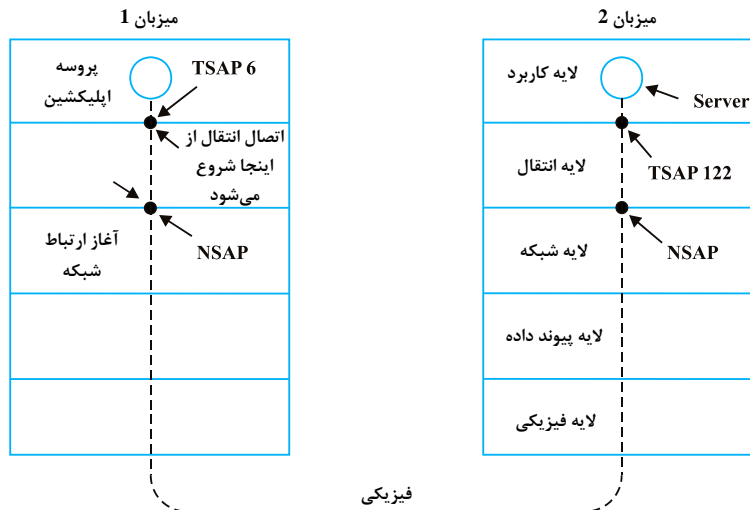 میزبان 1
پروسه
اپلیکشین
TSAP 6
اتصال انتقال از
اینجا شروع
می‌شود
آغاز ارتباط
شبکه
NSAP
میزبان 2
لایه کاربرد
Server
لایه انتقال
TSAP 122
لایه شبکه
NSAP
لایه پیوند داده
لایه فیزیکی
فیزیکی